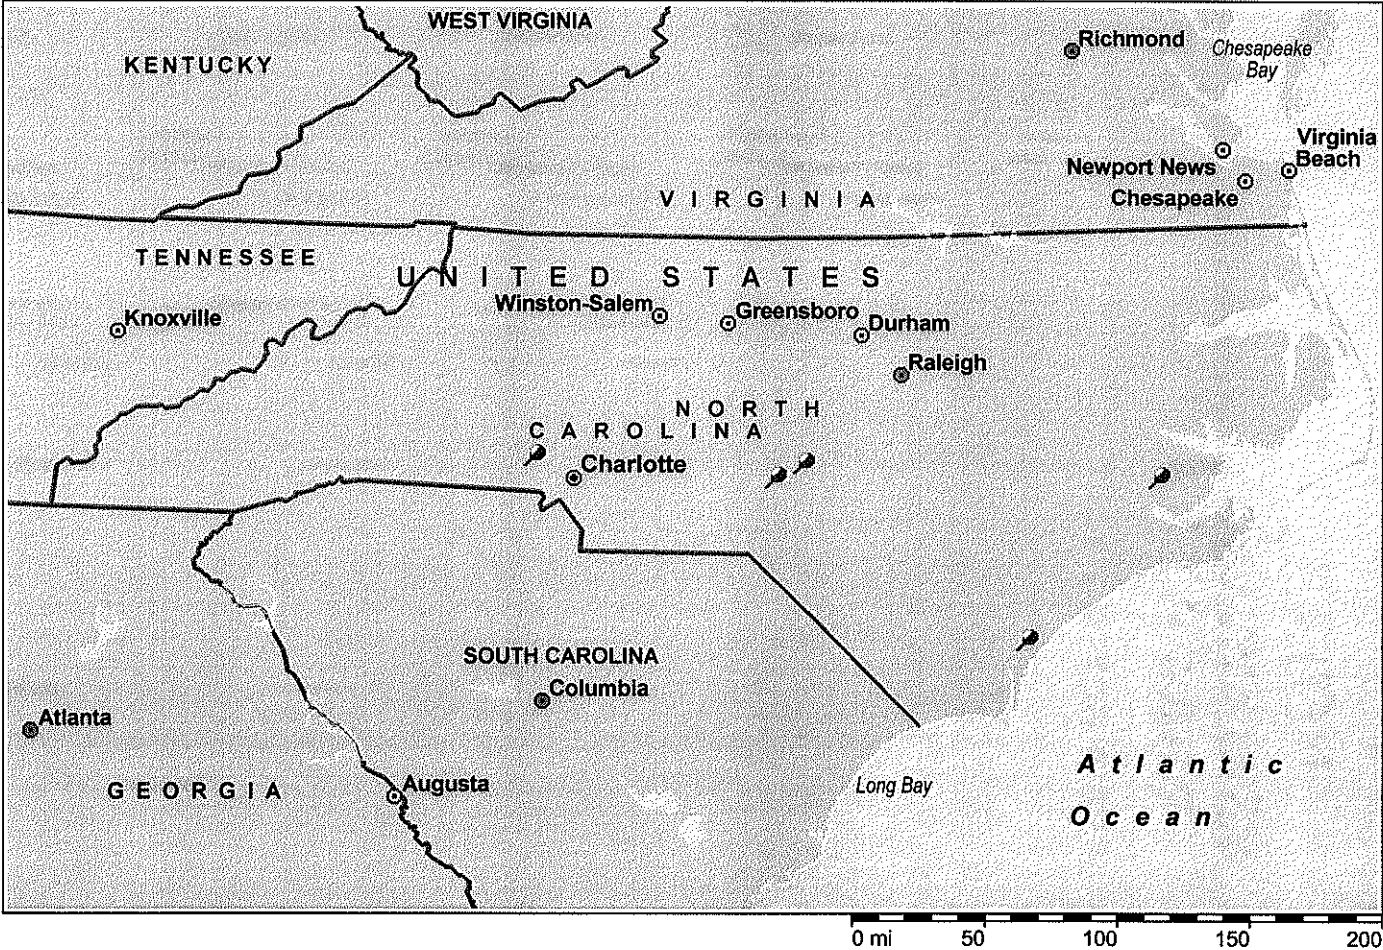 WEST VIRGINIA
KENTUCKY
Richmond
Chesapeake
Bay
Virginia
Beach
Newport News
Chesapeake
VIRGINIA
TENNESSEE
UNITED STATES
Winston-Salem
Greensboro
Knoxville
Durham
Raleigh
NORTH
CAROLINA
Charlotte
SOUTH CAROLINA
Columbia
Atlanta
Atlantic
GEORGIA
Augusta
Long Bay
Ocean
0 mi 50 100 150 200